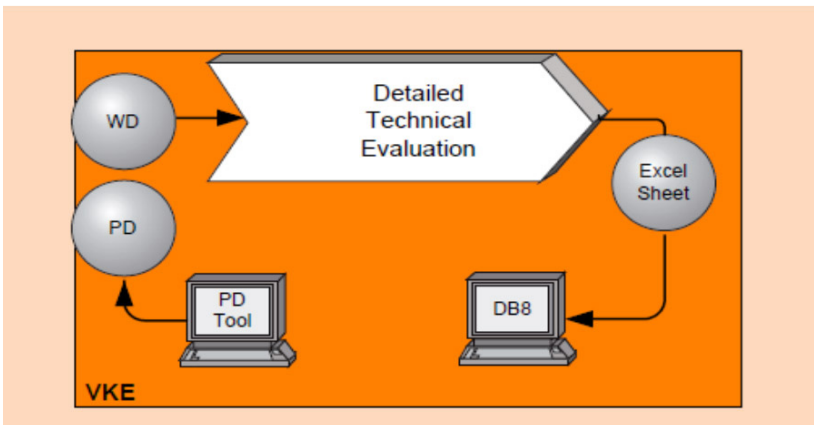 WD
Detailed
Technical
Evaluation
Excel
Sheet
PD
PD
Tool
DB8
VKE